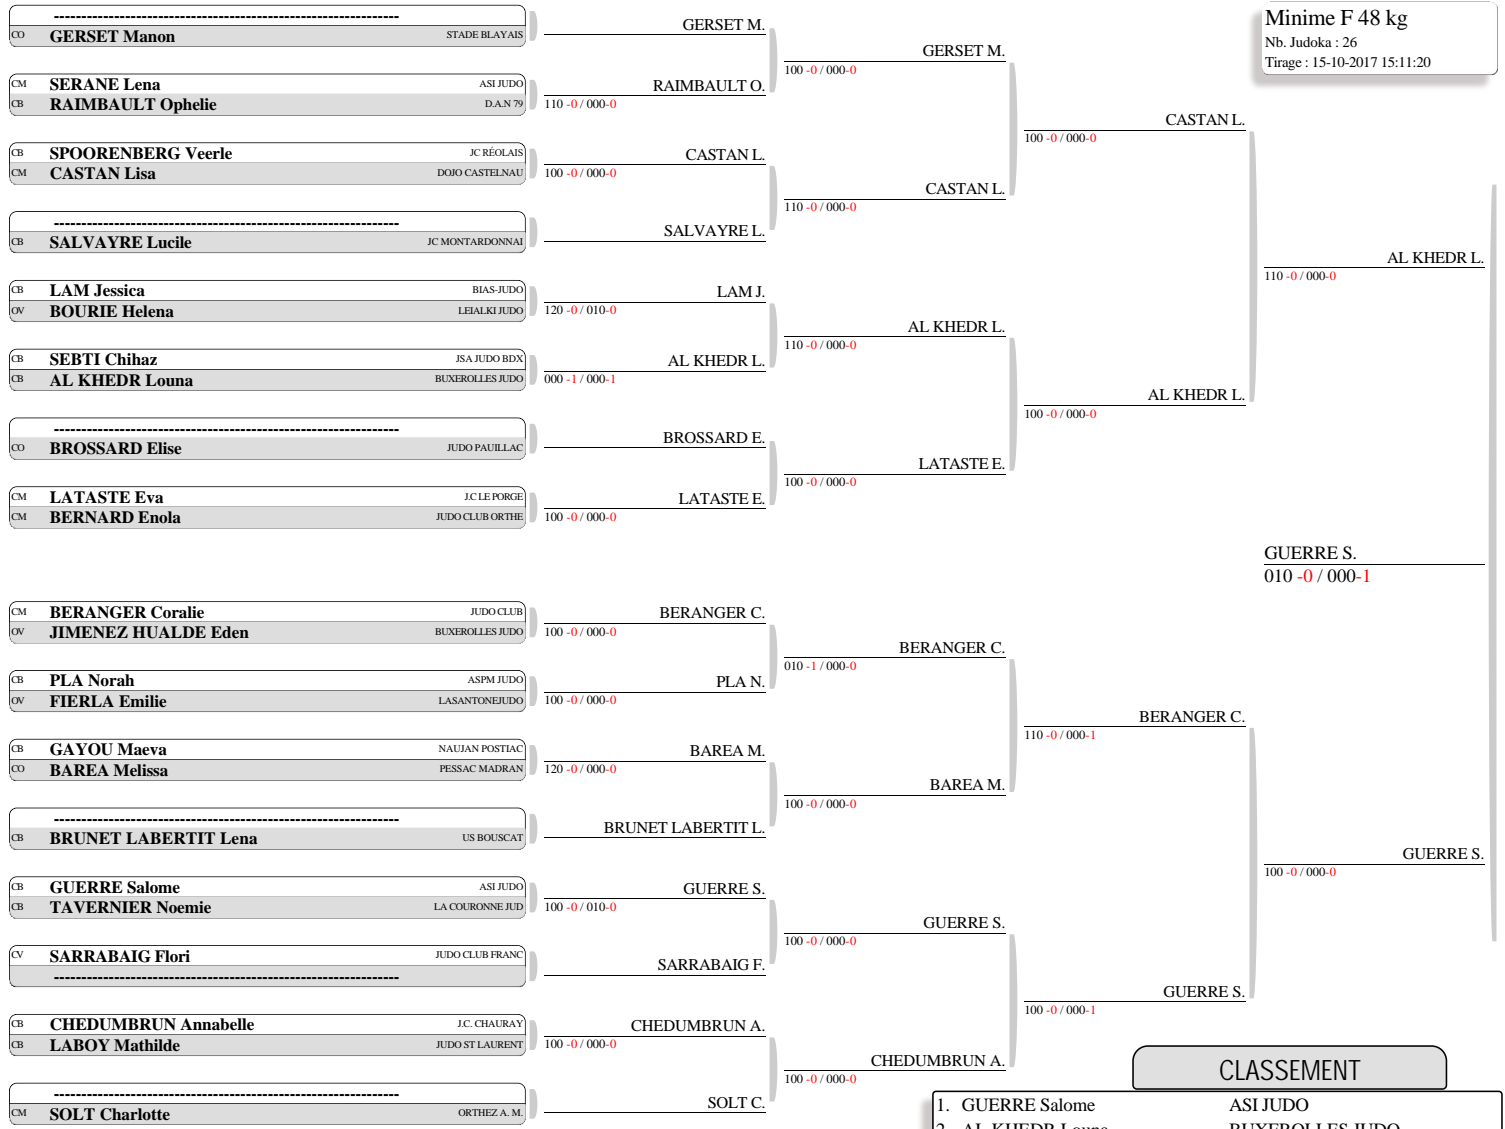 Minime F 48 kg
Nb. Judoka : 26
Tirage : 15-10-2017 15:11:20
----------------------------------------------------------------
CO GERSET Manon STADE BLAYAIS
CM SERANE Lena ASI JUDO
CB RAIMBAULT Ophelie D.A.N 79
CB SPOORENBERG Veerle JC RÉOLAIS
CM CASTAN Lisa DOJO CASTELNAU
----------------------------------------------------------------
CB SALVAYRE Lucile JC MONTARDONNAI
CB LAM Jessica BIAS-JUDO
OV BOURIE Helena LEIALKI JUDO
CB SEBTI Chihaz JSA JUDO BDX
CB AL KHEDR Louna BUXEROLLES JUDO
----------------------------------------------------------------
CO BROSSARD Elise JUDO PAUILLAC
CM LATASTE Eva J.C LE PORGE
CM BERNARD Enola JUDO CLUB ORTHE
CM BERANGER Coralie JUDO CLUB
OV JIMENEZ HUALDE Eden BUXEROLLES JUDO
CB PLA Norah ASPM JUDO
OV FIERLA Emilie LASANTONEJUDO
CB GAYOU Maeva NAUJAN POSTIAC
CO BAREA Melissa PESSAC MADRAN
----------------------------------------------------------------
CB BRUNET LABERTIT Lena US BOUSCAT
CB GUERRE Salome ASI JUDO
CB TAVERNIER Noemie LA COURONNE JUD
CV SARRABAIG Flori JUDO CLUB FRANC
----------------------------------------------------------------
CB CHEDUMBRUN Annabelle J.C. CHAURAY
CB LABOY Mathilde JUDO ST LAURENT
----------------------------------------------------------------
CM SOLT Charlotte ORTHEZ A. M.
GERSET M.
RAIMBAULT O.
110 -0 / 000-0
CASTAN L.
100 -0 / 000-0
SALVAYRE L.
LAM J.
120 -0 / 010-0
AL KHEDR L.
000 -1 / 000-1
BROSSARD E.
LATASTE E.
100 -0 / 000-0
BERANGER C.
100 -0 / 000-0
PLA N.
100 -0 / 000-0
BAREA M.
120 -0 / 000-0
BRUNET LABERTIT L.
GUERRE S.
100 -0 / 010-0
SARRABAIG F.
CHEDUMBRUN A.
100 -0 / 000-0
SOLT C.
GERSET M.
100 -0 / 000-0
CASTAN L.
110 -0 / 000-0
AL KHEDR L.
110 -0 / 000-0
LATASTE E.
100 -0 / 000-0
BERANGER C.
010 -1 / 000-0
BAREA M.
100 -0 / 000-0
GUERRE S.
100 -0 / 000-0
CHEDUMBRUN A.
100 -0 / 000-0
CASTAN L.
100 -0 / 000-0
AL KHEDR L.
100 -0 / 000-0
BERANGER C.
110 -0 / 000-1
GUERRE S.
100 -0 / 000-1
AL KHEDR L.
110 -0 / 000-0
GUERRE S.
100 -0 / 000-0
GUERRE S.
010 -0 / 000-1
CLASSEMENT
1. GUERRE Salome ASI JUDO
2. AL KHEDR Louna BUXEROLLES JUDO